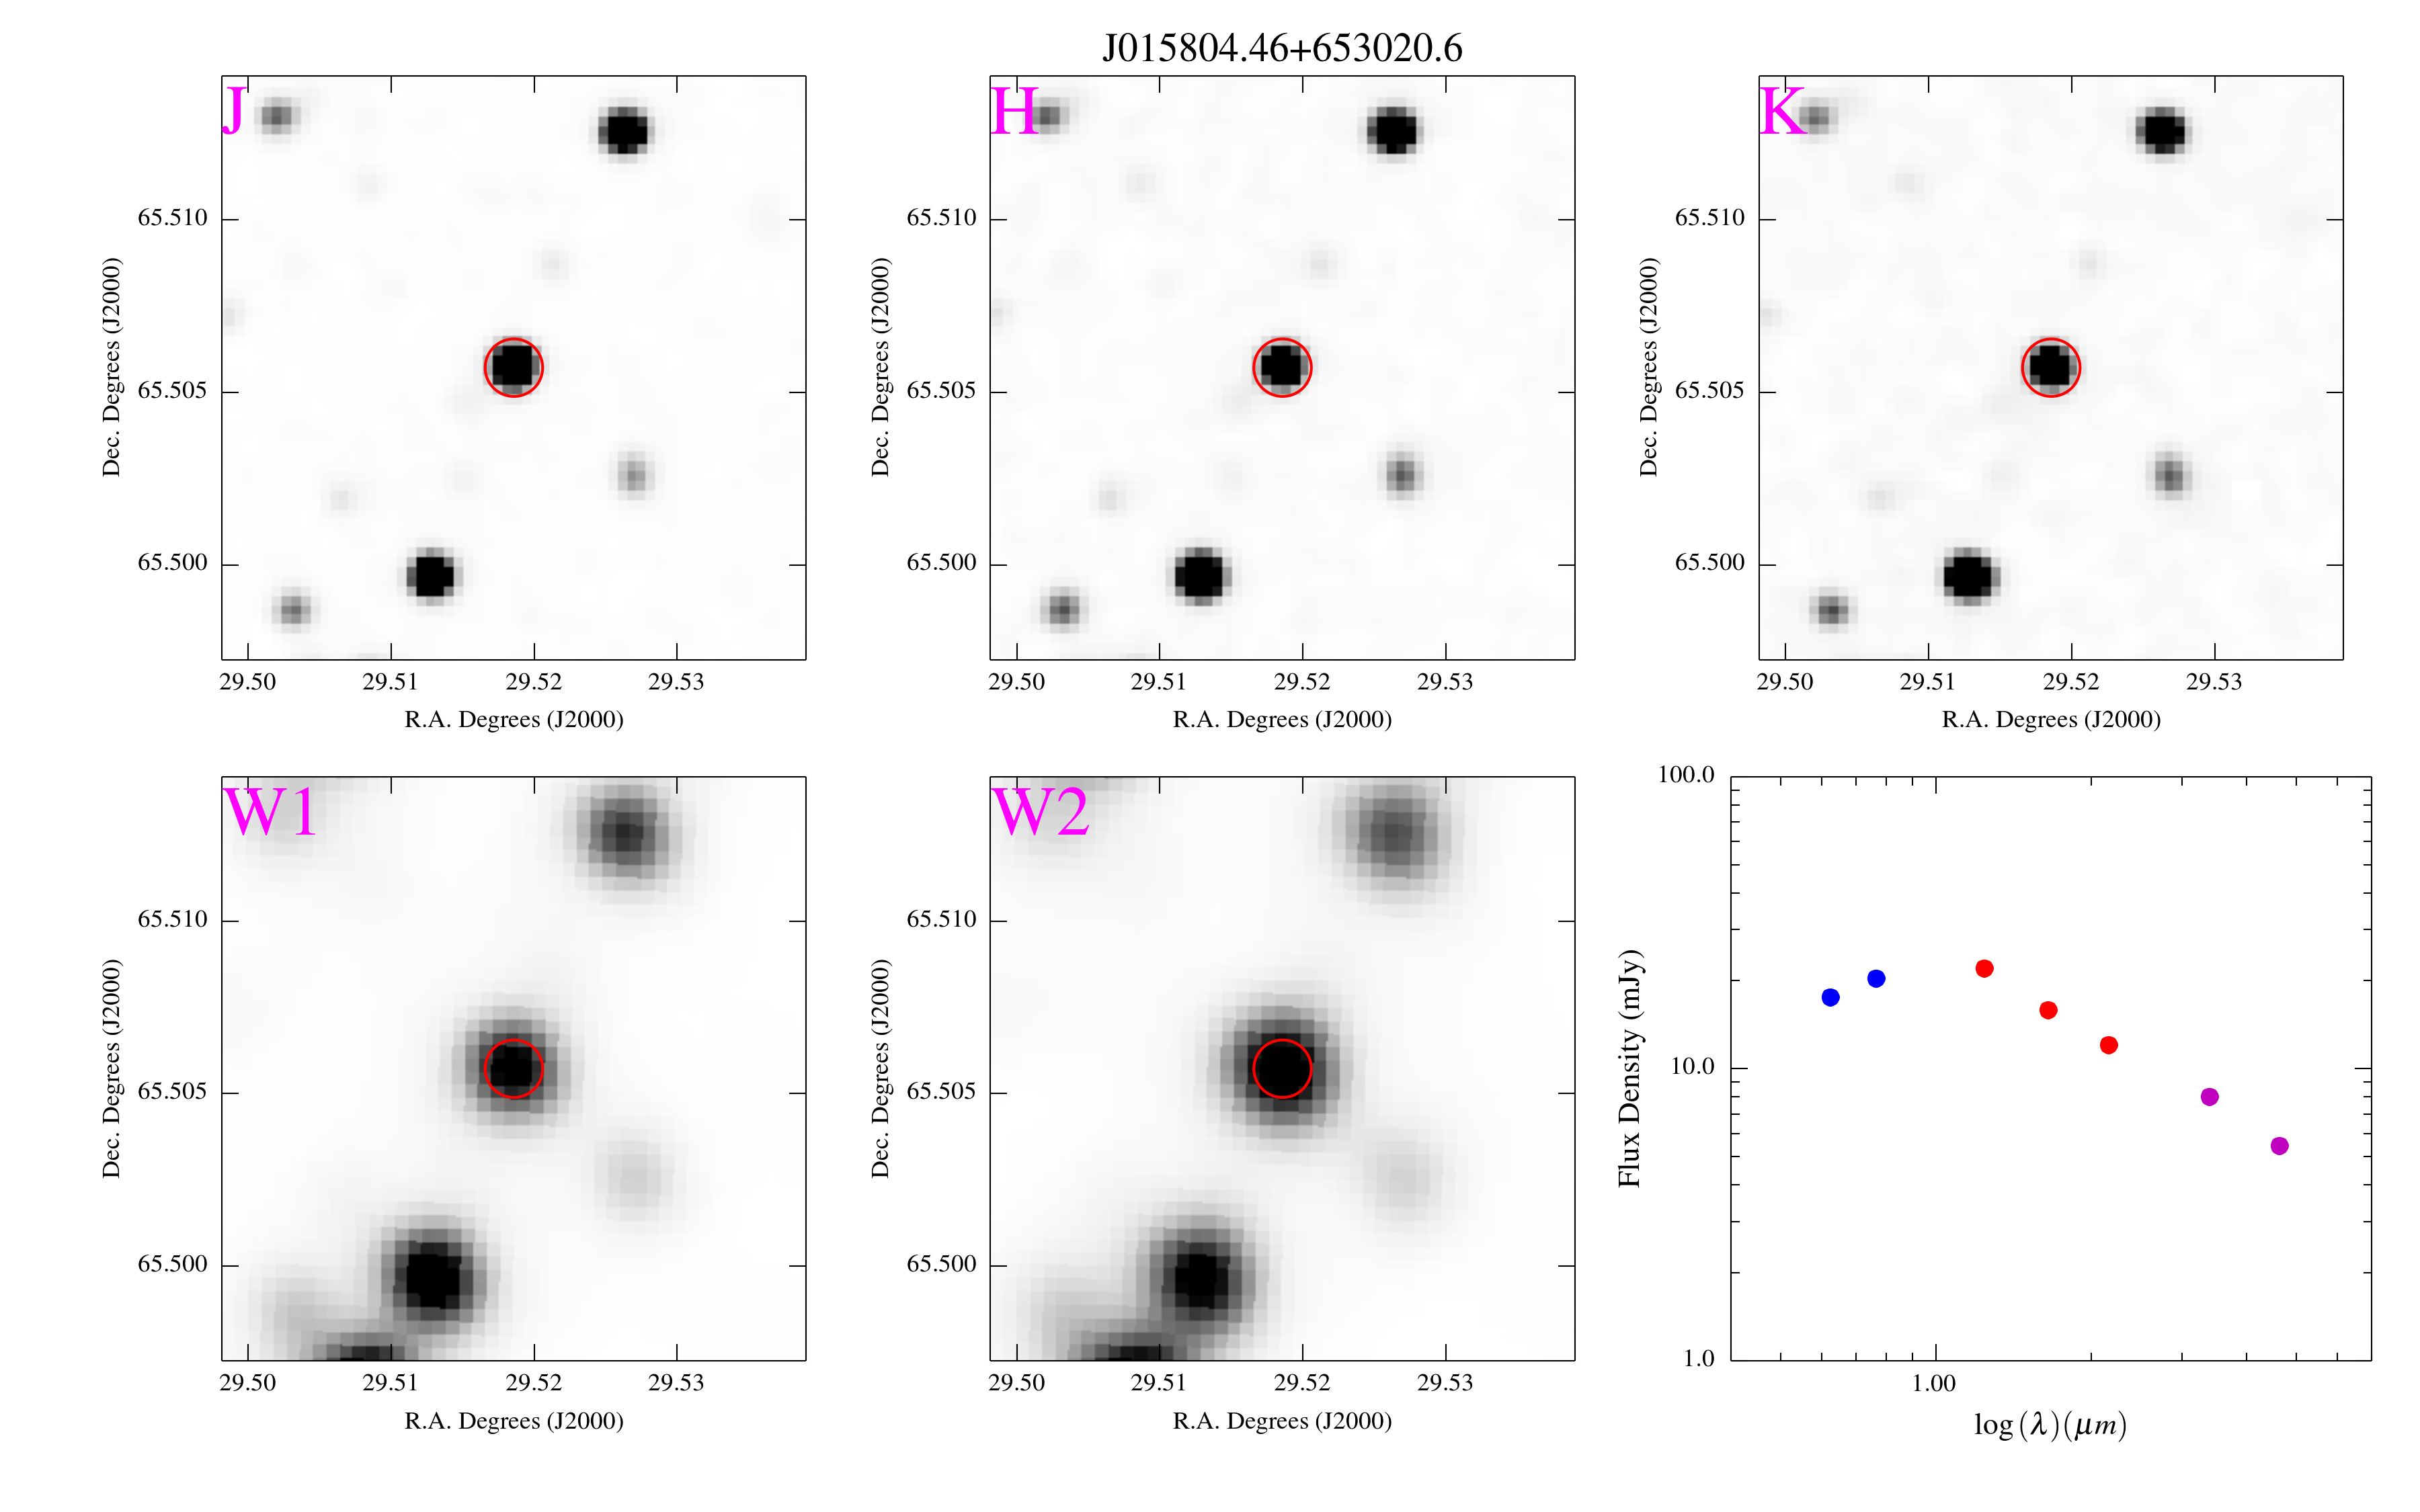 J015804.46+653020.6
J
H
K
65.510
65.505
65.500
Dec. Degrees (J2000)
29.50 29.51 29.52 29.53
R.A. Degrees (J2000)
65.510
65.505
65.500
Dec. Degrees (J2000)
29.50 29.51 29.52 29.53
R.A. Degrees (J2000)
65.510
65.505
65.500
Dec. Degrees (J2000)
29.50 29.51 29.52 29.53
R.A. Degrees (J2000)
W1
65.510
65.505
65.500
Dec. Degrees (J2000)
29.50 29.51 29.52 29.53
R.A. Degrees (J2000)
W2
65.510
65.505
65.500
Dec. Degrees (J2000)
29.50 29.51 29.52 29.53
R.A. Degrees (J2000)
100.0
10.0
1.0
Flux Density (mJy)
1.00
log(λ)(μm)